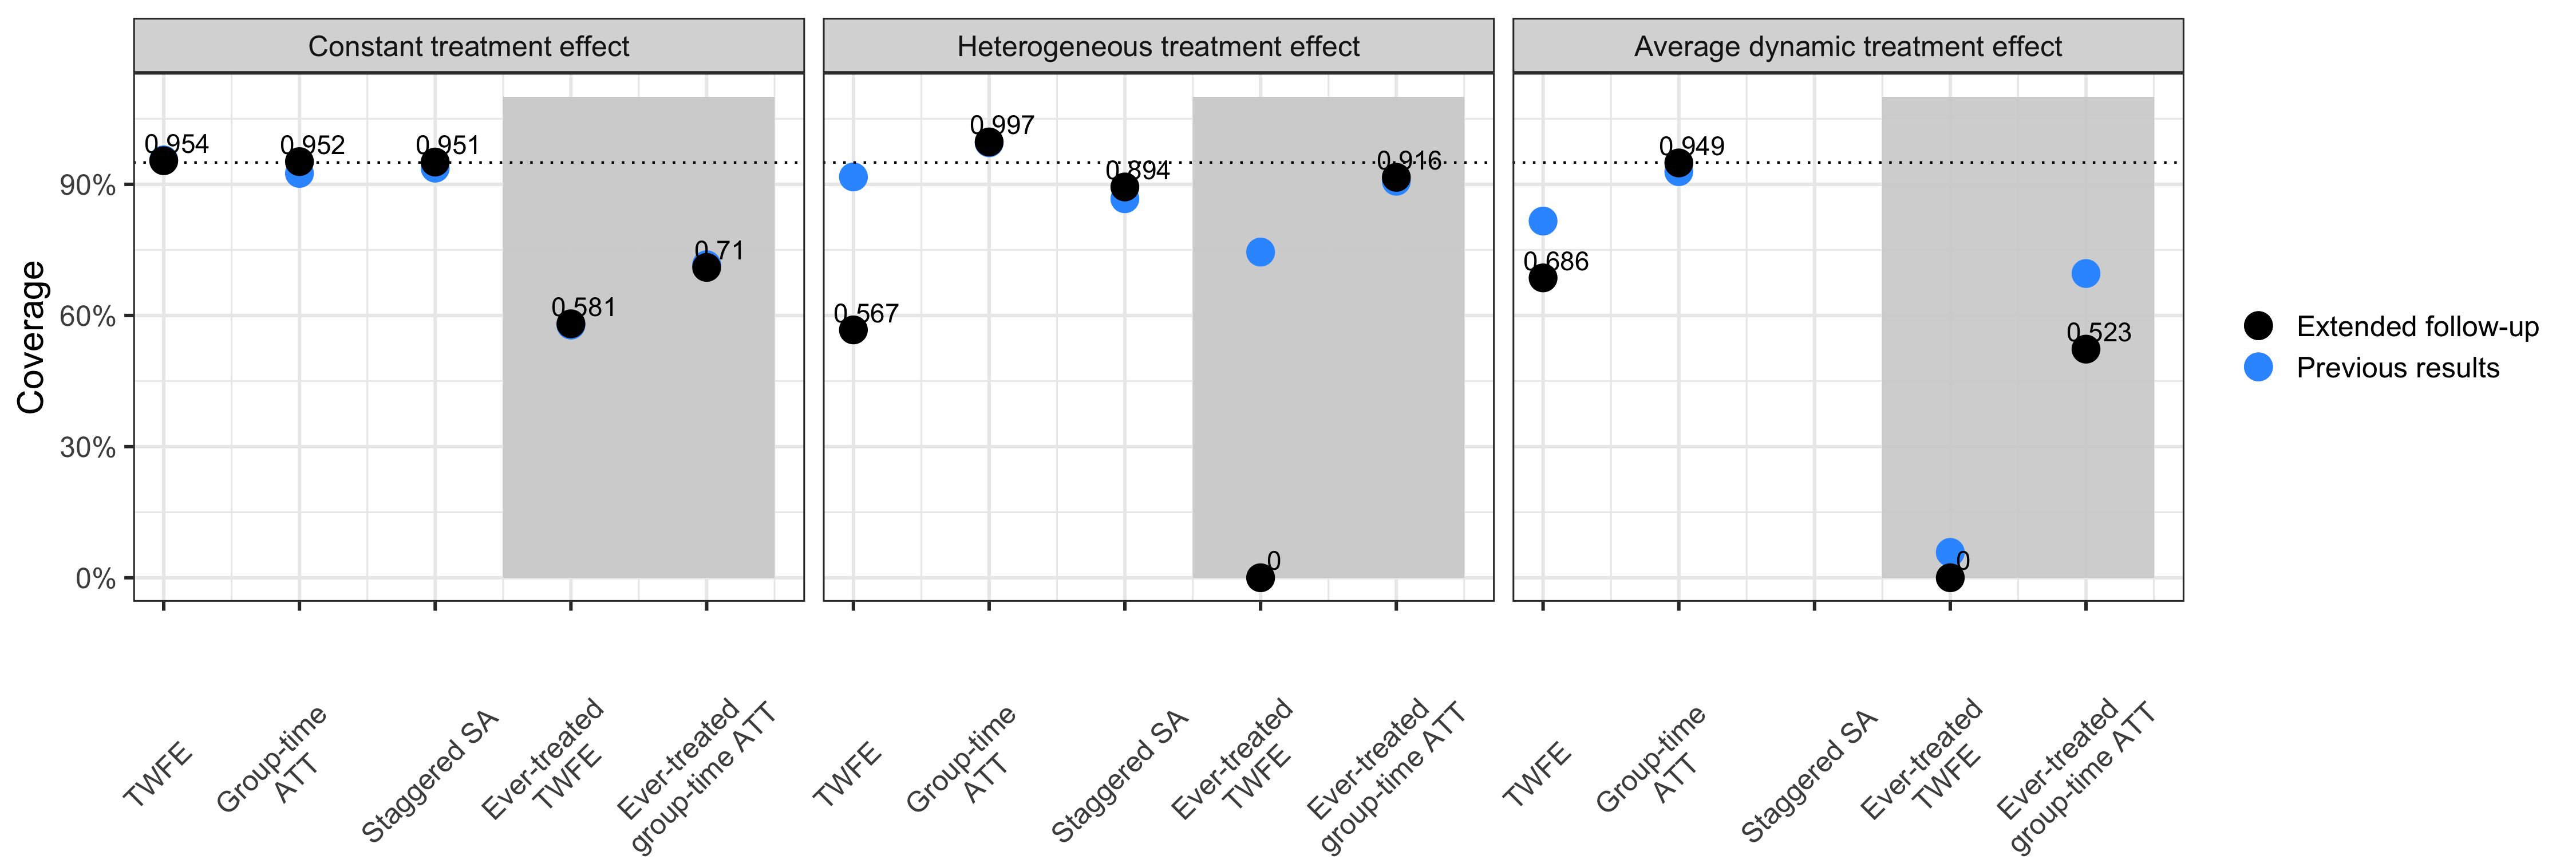 Constant treatment effect
Heterogeneous treatment effect
Average dynamic treatment effect
Coverage
90%
60%
30%
0%
0.954
0.952
0.951
0.581
0.71
0.567
0.997
0.894
0
0.916
0.686
0.949
0
0.523
TWFE
Group-time
ATT
Staggered SA
Ever-treated
TWFE
Ever-treated
group-time ATT
TWFE
Group-time
ATT
Staggered SA
Ever-treated
TWFE
Ever-treated
group-time ATT
TWFE
Group-time
ATT
Staggered SA
Ever-treated
TWFE
Ever-treated
group-time ATT
Extended follow-up
Previous results